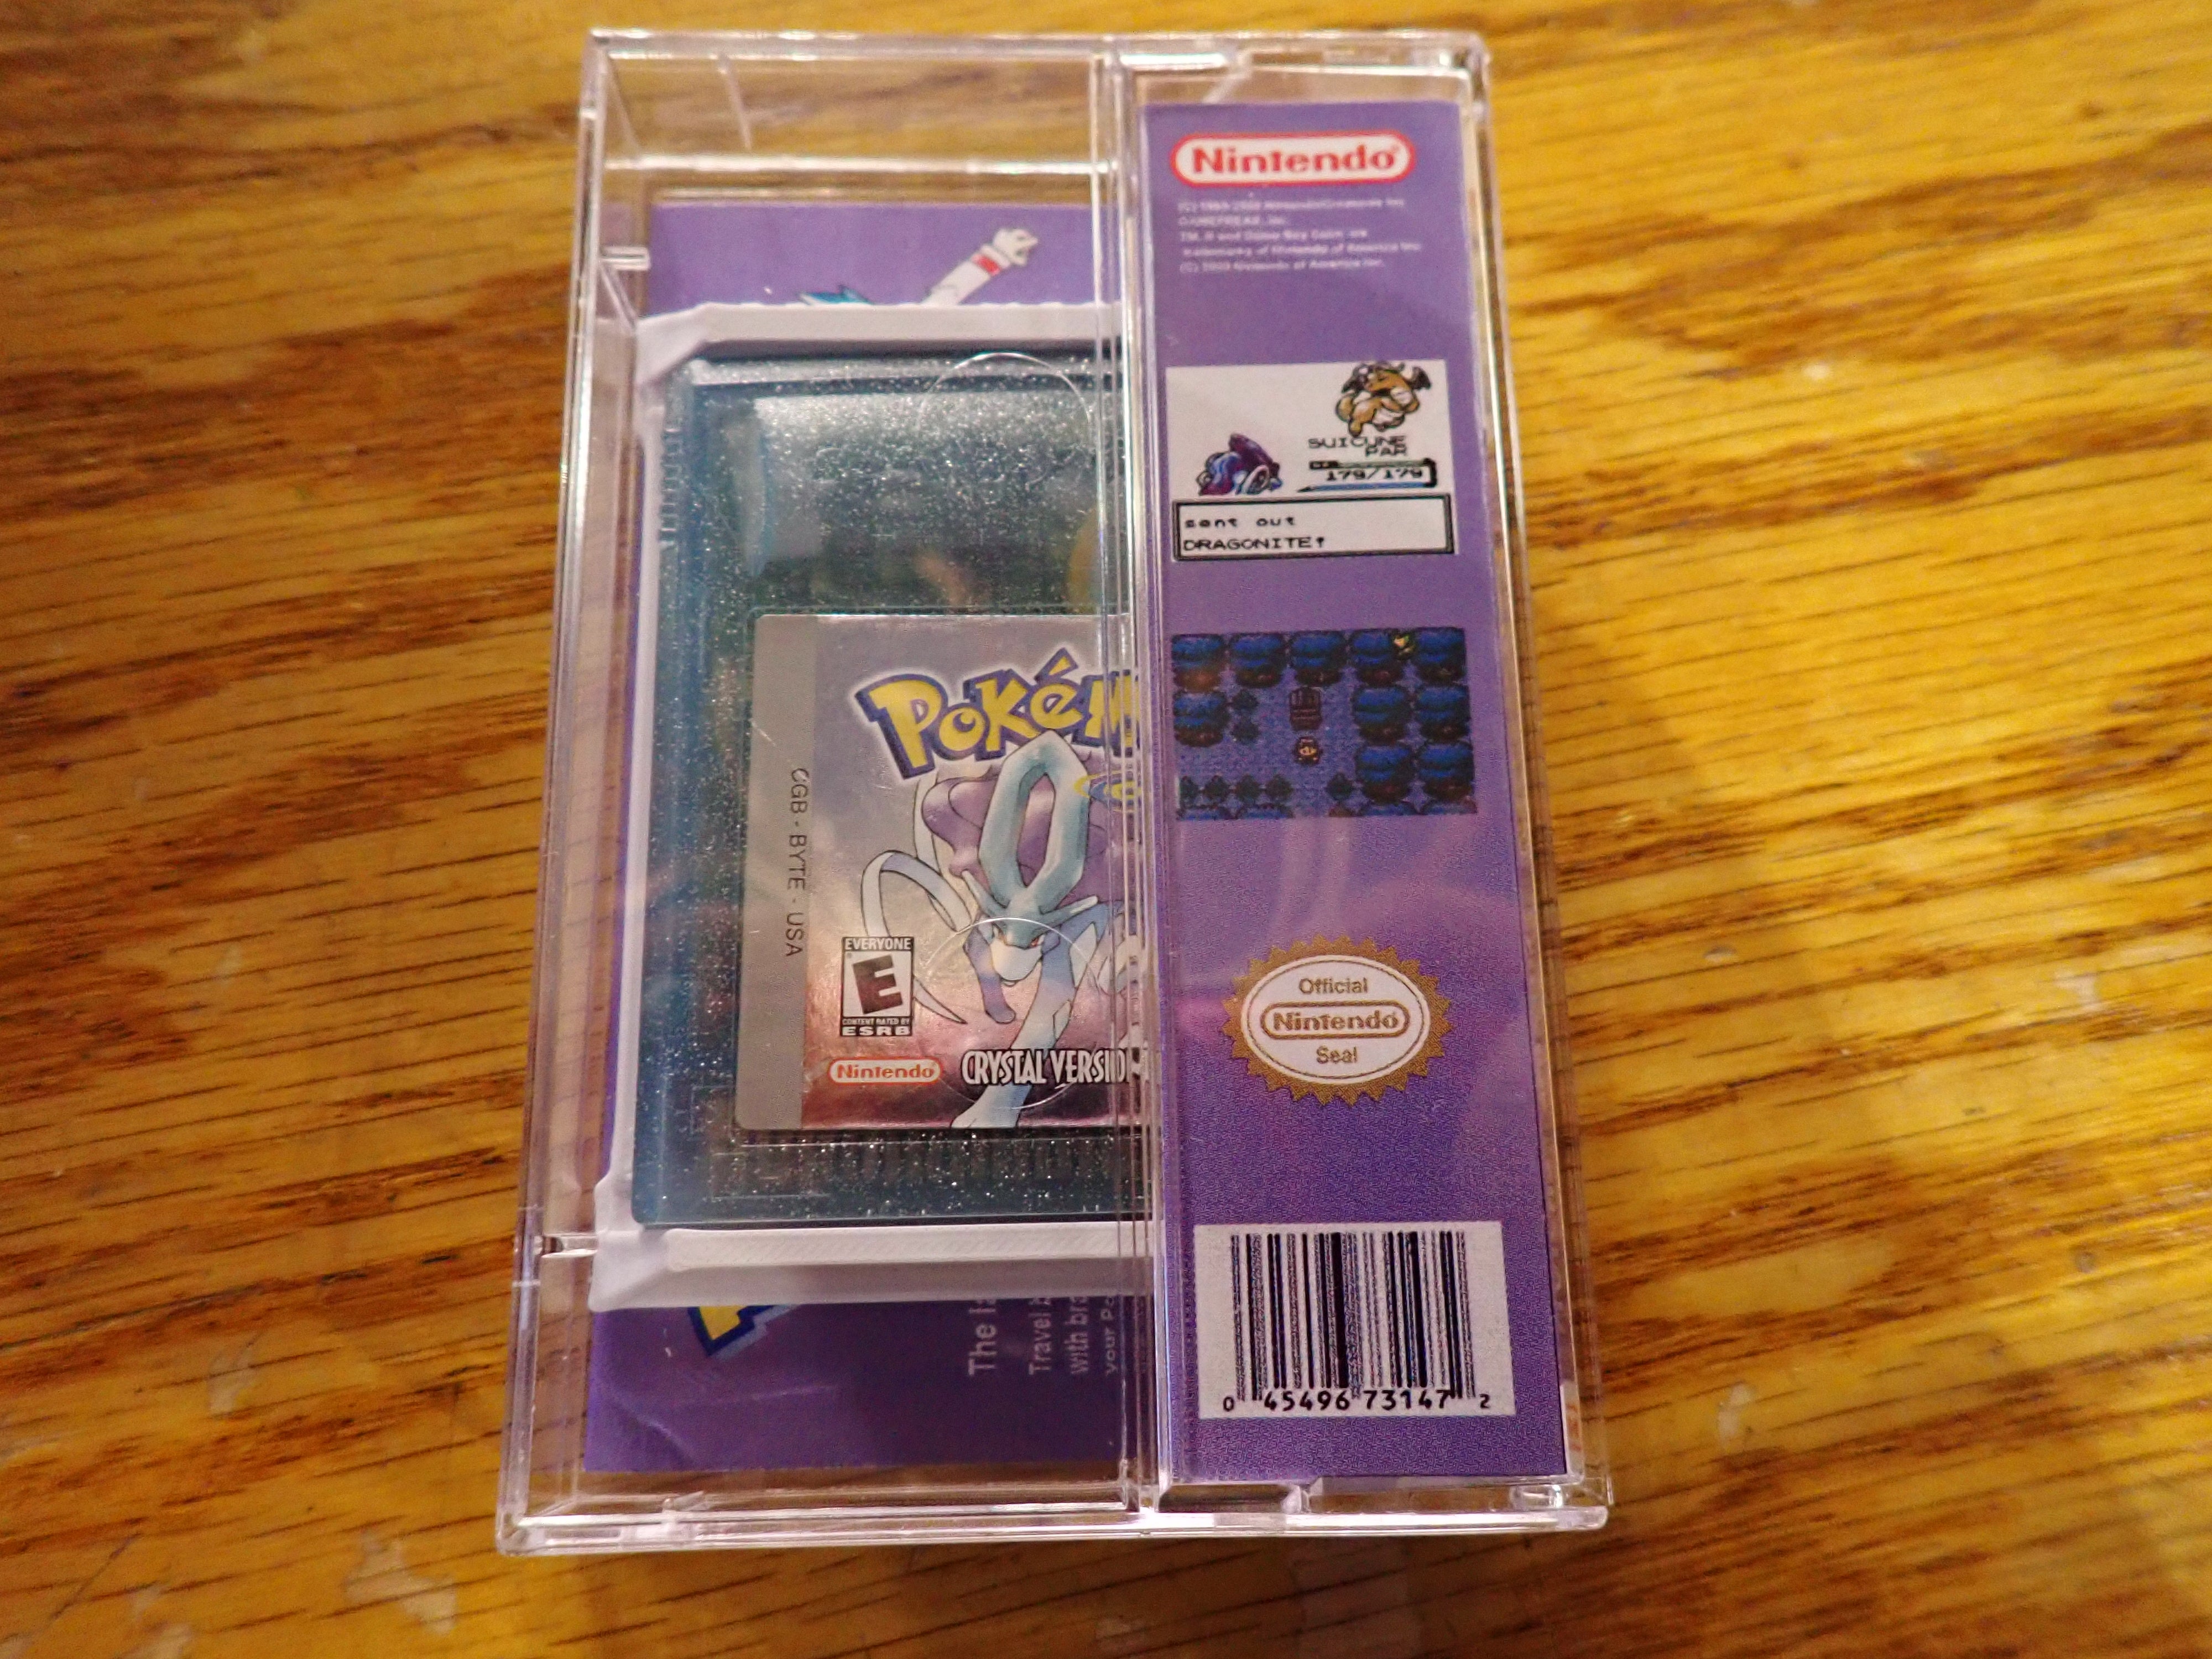 Nintendo
SUICUNE
PAR
179/179
sent out
DRAGONITE!
Official
Nintendo
Seal
0 45496 73147 2
POKéM
CGB - BYTE - USA
EVERYONE
E
CONTENT RATED BY
ESRB
Nintendo
CRYSTAL VERSIO
Travel
with
your